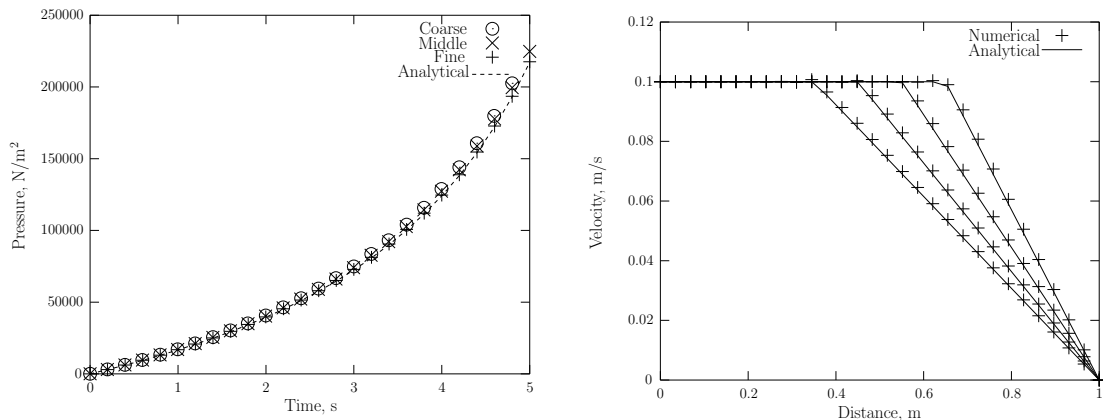 250000
200000
150000
100000
50000
0
Pressure, N/m²
0 1 2 3 4 5
Time, s
Coarse
Middle
Fine
Analytical
0.12
0.1
0.08
0.06
0.04
0.02
0
Velocity, m/s
0 0.2 0.4 0.6 0.8 1
Distance, m
Numerical
Analytical